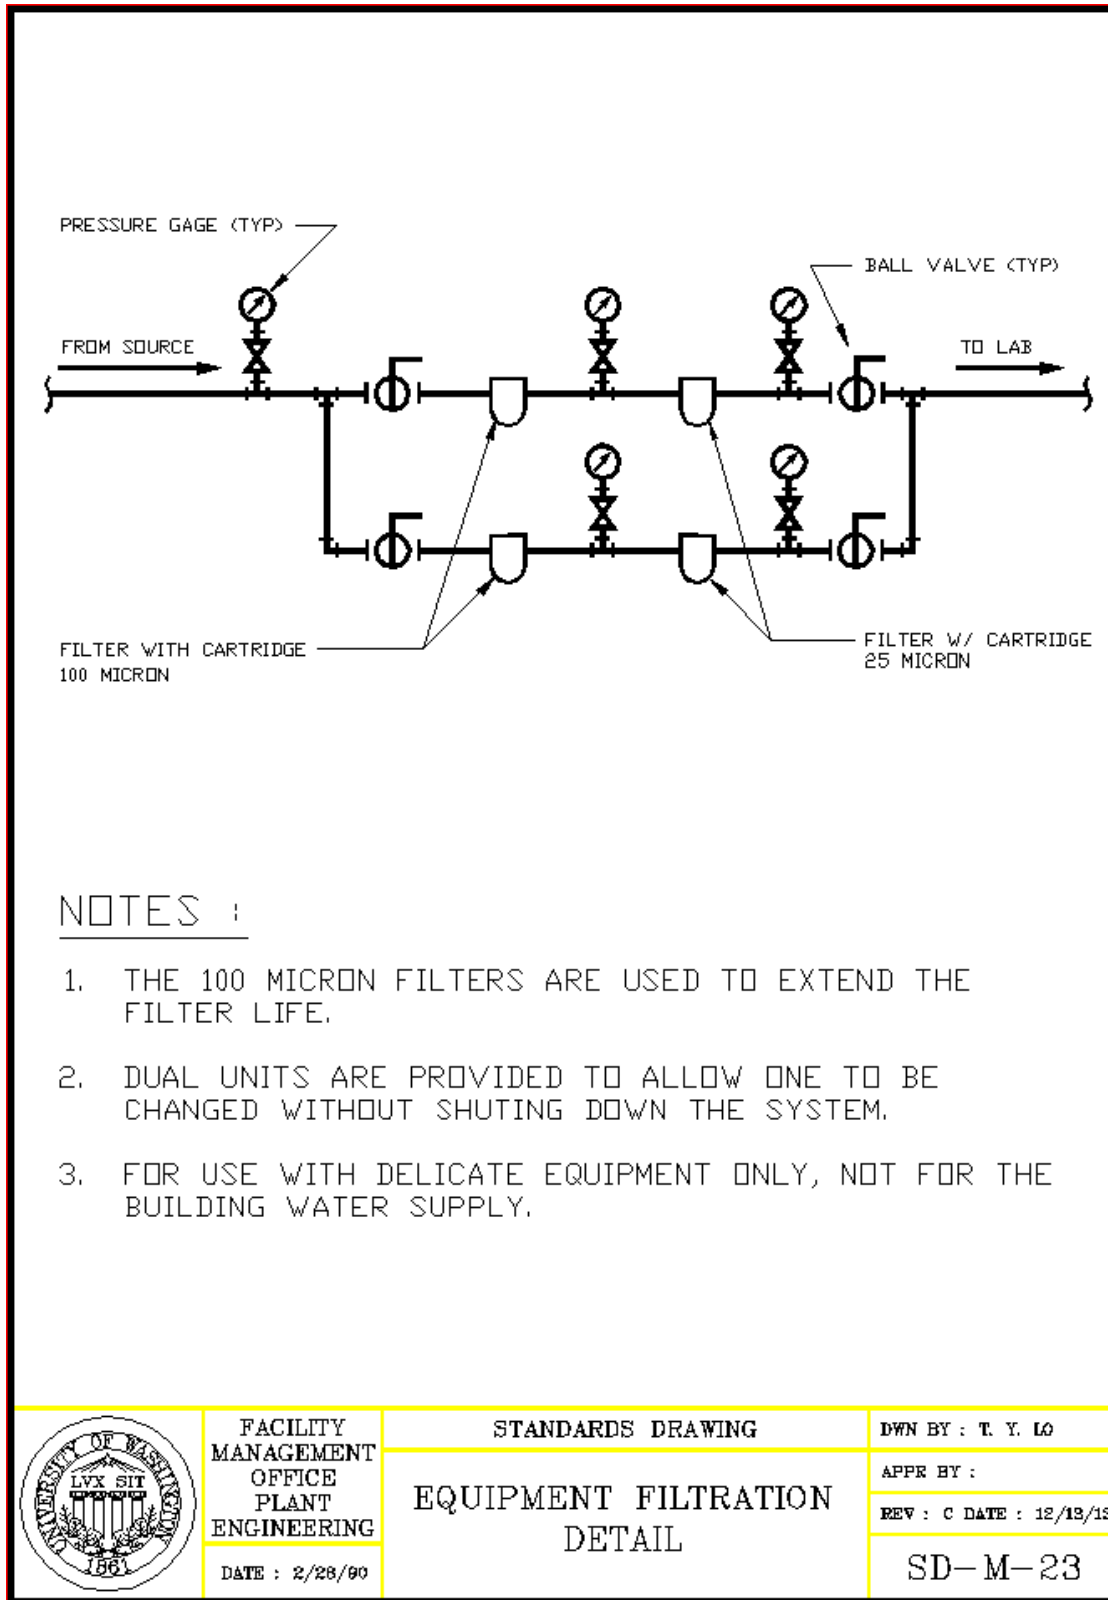 PRESSURE GAGE (TYP)
BALL VALVE (TYP)
FROM SOURCE
TO LAB
FILTER WITH CARTRIDGE
100 MICRON
FILTER W/ CARTRIDGE
25 MICRON
NOTES :
1. THE 100 MICRON FILTERS ARE USED TO EXTEND THE
FILTER LIFE.
2. DUAL UNITS ARE PROVIDED TO ALLOW ONE TO BE
CHANGED WITHOUT SHUTING DOWN THE SYSTEM.
3. FOR USE WITH DELICATE EQUIPMENT ONLY, NOT FOR THE
BUILDING WATER SUPPLY.
UNIVERSITY OF WASHINGTON
LVX SIT
1861
FACILITY
MANAGEMENT
OFFICE
PLANT
ENGINEERING
DATE : 2/28/90
STANDARDS DRAWING
EQUIPMENT FILTRATION
DETAIL
DWN BY : T. Y. LO
APPR BY :
REV : C DATE :
SD-M-23